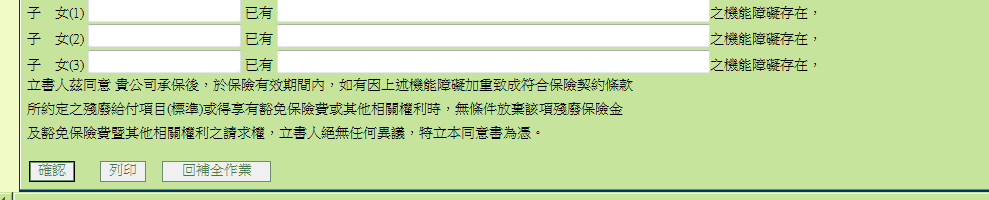 子　女(1) 已有 之機能障礙存在，
子　女(2) 已有 之機能障礙存在，
子　女(3) 已有 之機能障礙存在，
立書人茲同意 貴公司承保後，於保險有效期間內，如有因上述機能障礙加重致成符合保險契約條款
所約定之殘廢給付項目(標準)或得享有豁免保險費或其他相關權利時，無條件放棄該項殘廢保險金
及豁免保險費暨其他相關權利之請求權，立書人絕無任何異議，特立本同意書為憑。
確認 列印 回補全作業